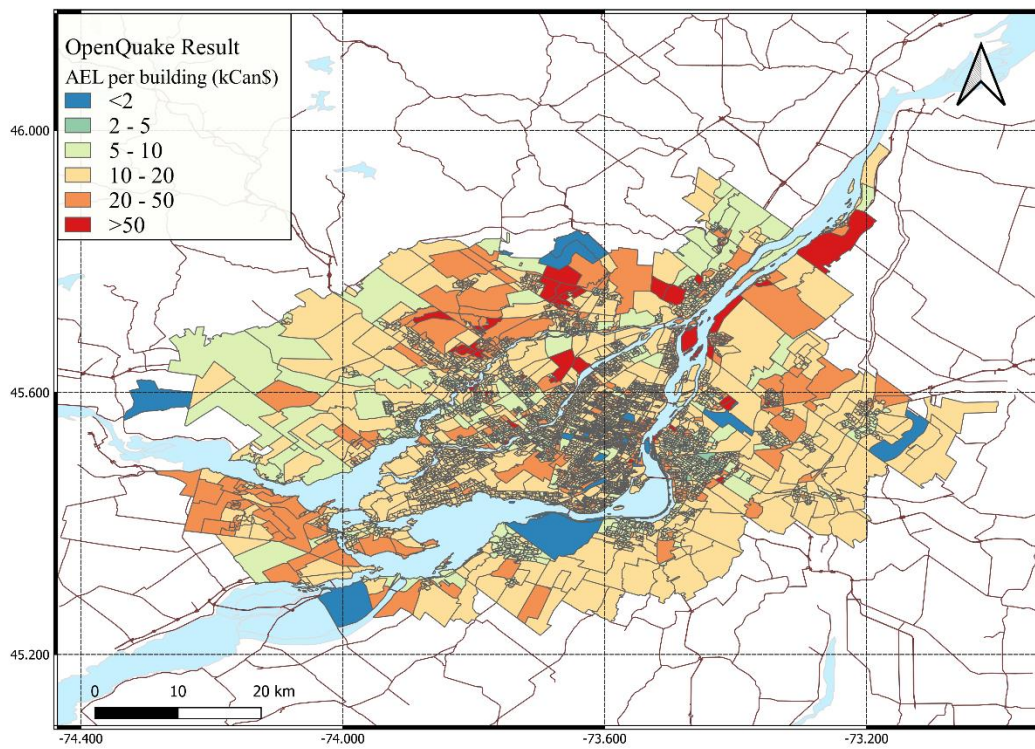 OpenQuake Result
AEL per building (kCan$)
<2
2 - 5
5 - 10
10 - 20
20 - 50
>50
46.000
45.600
45.200
0 10 20 km
-74.400 -74.000 -73.600 -73.200